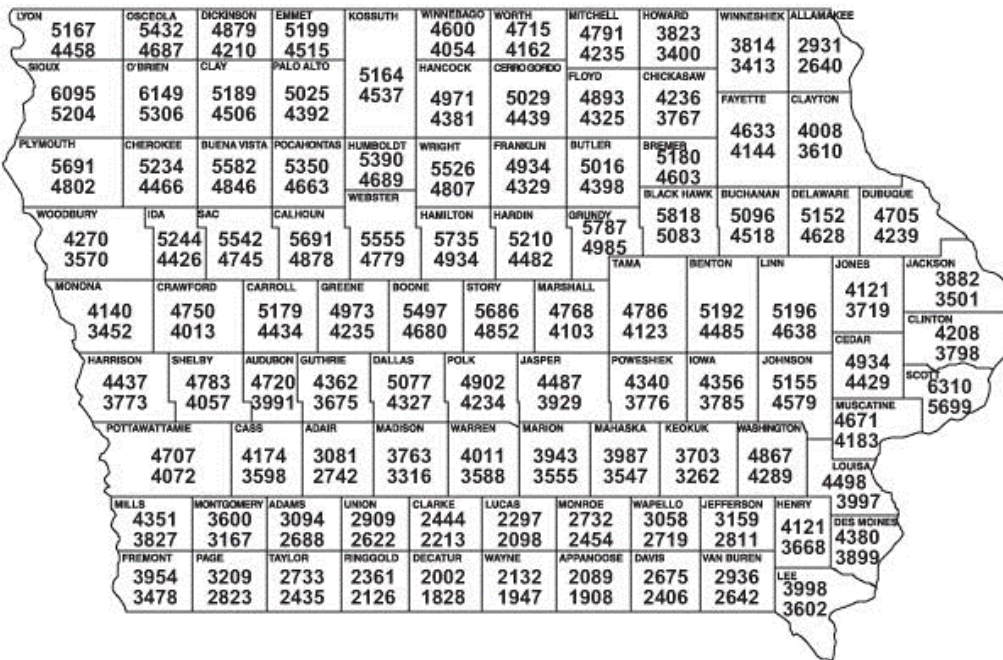 LYON
5167
4458
OSCEOLA
5432
4687
DICKINSON
4879
4210
EMMET
5199
4515
KOSSUTH
5164
4537
WINNEBAGO
4600
4054
WORTH
4715
4162
MITCHELL
4791
4235
HOWARD
3823
3400
WINNESHIEK
3814
3413
ALLAMAKEE
2931
2640
SIOUX
6095
5204
O'BRIEN
6149
5306
CLAY
5189
4506
PALO ALTO
5025
4392
HANCOCK
4971
4381
CERRO GORDO
5029
4439
FLOYD
4893
4325
CHICKASAW
4236
3767
FAYETTE
4633
4144
CLAYTON
4008
3610
PLYMOUTH
5691
4802
CHEROKEE
5234
4466
BUENA VISTA
5582
4846
POCAHONTAS
5350
4663
HUMBOLDT
5390
4689
WRIGHT
5526
4807
FRANKLIN
4934
4329
BUTLER
5016
4398
BREMER
5180
4603
WOODBURY
4270
3570
IDA
5244
4426
SAC
5542
4745
CALHOUN
5691
4878
WEBSTER
5555
4779
HAMILTON
5735
4934
HARDIN
5210
4482
GRUNDY
5787
4985
BLACK HAWK
5818
5083
BUCHANAN
5096
4518
DELAWARE
5152
4628
DUBUQUE
4705
4239
MONONA
4140
3452
CRAWFORD
4750
4013
CARROLL
5179
4434
GREENE
4973
4235
BOONE
5497
4680
STORY
5686
4852
MARSHALL
4768
4103
TAMA
4786
4123
BENTON
5192
4485
LINN
5196
4638
JONES
4121
3719
JACKSON
3882
3501
CLINTON
4208
3798
HARRISON
4437
3773
SHELBY
4783
4057
AUDUBON
4720
3991
GUTHRIE
4362
3675
DALLAS
5077
4327
POLK
4902
4234
JASPER
4487
3929
POWESHIEK
4340
3776
IOWA
4356
3785
JOHNSON
5155
4579
CEDAR
4934
4429
SCOTT
6310
5699
MUSCATINE
4671
4183
POTTAWATTAMIE
4707
4072
CASS
4174
3598
ADAIR
3081
2742
MADISON
3763
3316
WARREN
4011
3588
MARION
3943
3555
MAHASKA
3987
3547
KEOKUK
3703
3262
WASHINGTON
4867
4289
LOUISA
4498
3997
MILLS
4351
3827
MONTGOMERY
3600
3167
ADAMS
3094
2688
UNION
2909
2622
CLARKE
2444
2213
LUCAS
2297
2098
MONROE
2732
2454
WAPELLO
3058
2719
JEFFERSON
3159
2811
HENRY
4121
3668
DES MOINES
4380
3899
FREMONT
3954
3478
PAGE
3209
2823
TAYLOR
2733
2435
RINGGOLD
2361
2126
DECATUR
2002
1828
WAYNE
2132
1947
APPANOOSE
2089
1908
DAVIS
2675
2406
VAN BUREN
2936
2642
LEE
3998
3602